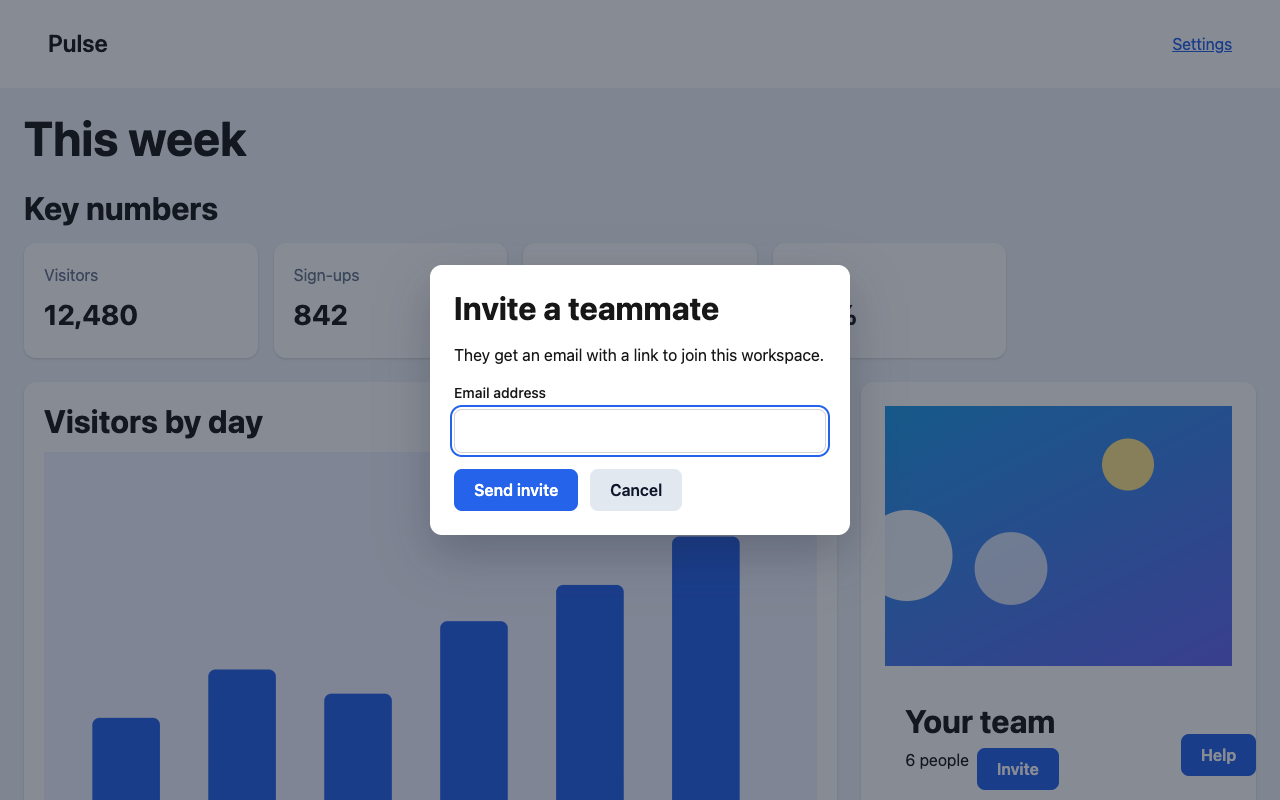 Pulse
Settings
This week
Key numbers
Visitors
12,480
Sign-ups
842
%
Invite a teammate
They get an email with a link to join this workspace.
Email address
Send invite
Cancel
Visitors by day
Your team
6 people
Invite
Help